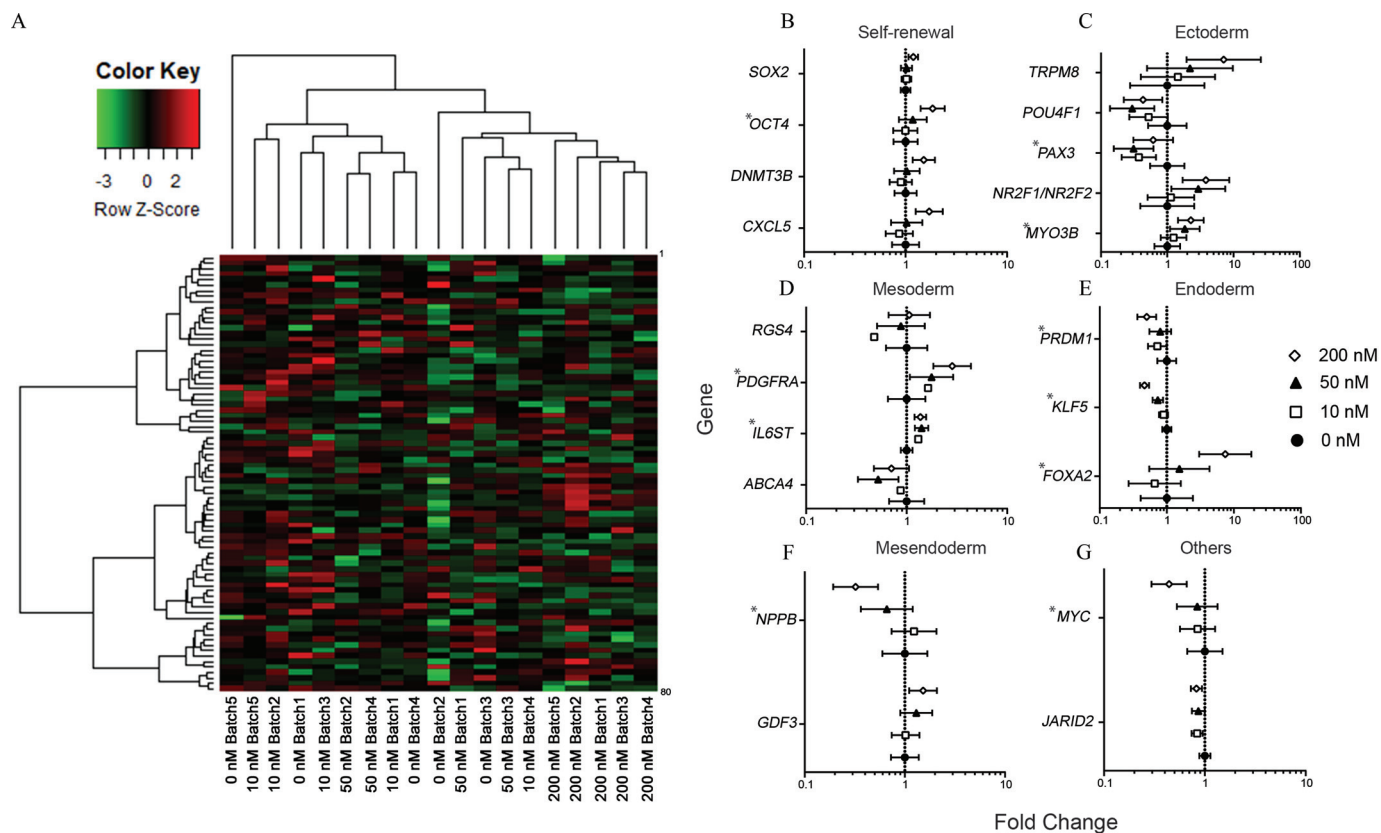 A
Color Key
-3 0 2
Row Z-Score
1
80
0 nM Batch5
10 nM Batch5
10 nM Batch2
0 nM Batch1
10 nM Batch3
50 nM Batch2
50 nM Batch4
10 nM Batch1
0 nM Batch4
0 nM Batch2
50 nM Batch1
0 nM Batch3
50 nM Batch3
10 nM Batch4
200 nM Batch5
200 nM Batch2
200 nM Batch1
200 nM Batch3
200 nM Batch4
Gene
B
Self-renewal
SOX2
*OCT4
DNMT3B
CXCL5
0.1 1 10
C
Ectoderm
TRPM8
POU4F1
*PAX3
NR2F1/NR2F2
*MYO3B
0.1 1 10 100
D
Mesoderm
RGS4
*PDGFRA
*IL6ST
ABCA4
0.1 1 10
E
Endoderm
*PRDM1
*KLF5
*FOXA2
0.1 1 10 100
200 nM
50 nM
10 nM
0 nM
F
Mesendoderm
*NPPB
GDF3
0.1 1 10
G
Others
*MYC
JARID2
0.1 1 10
Fold Change